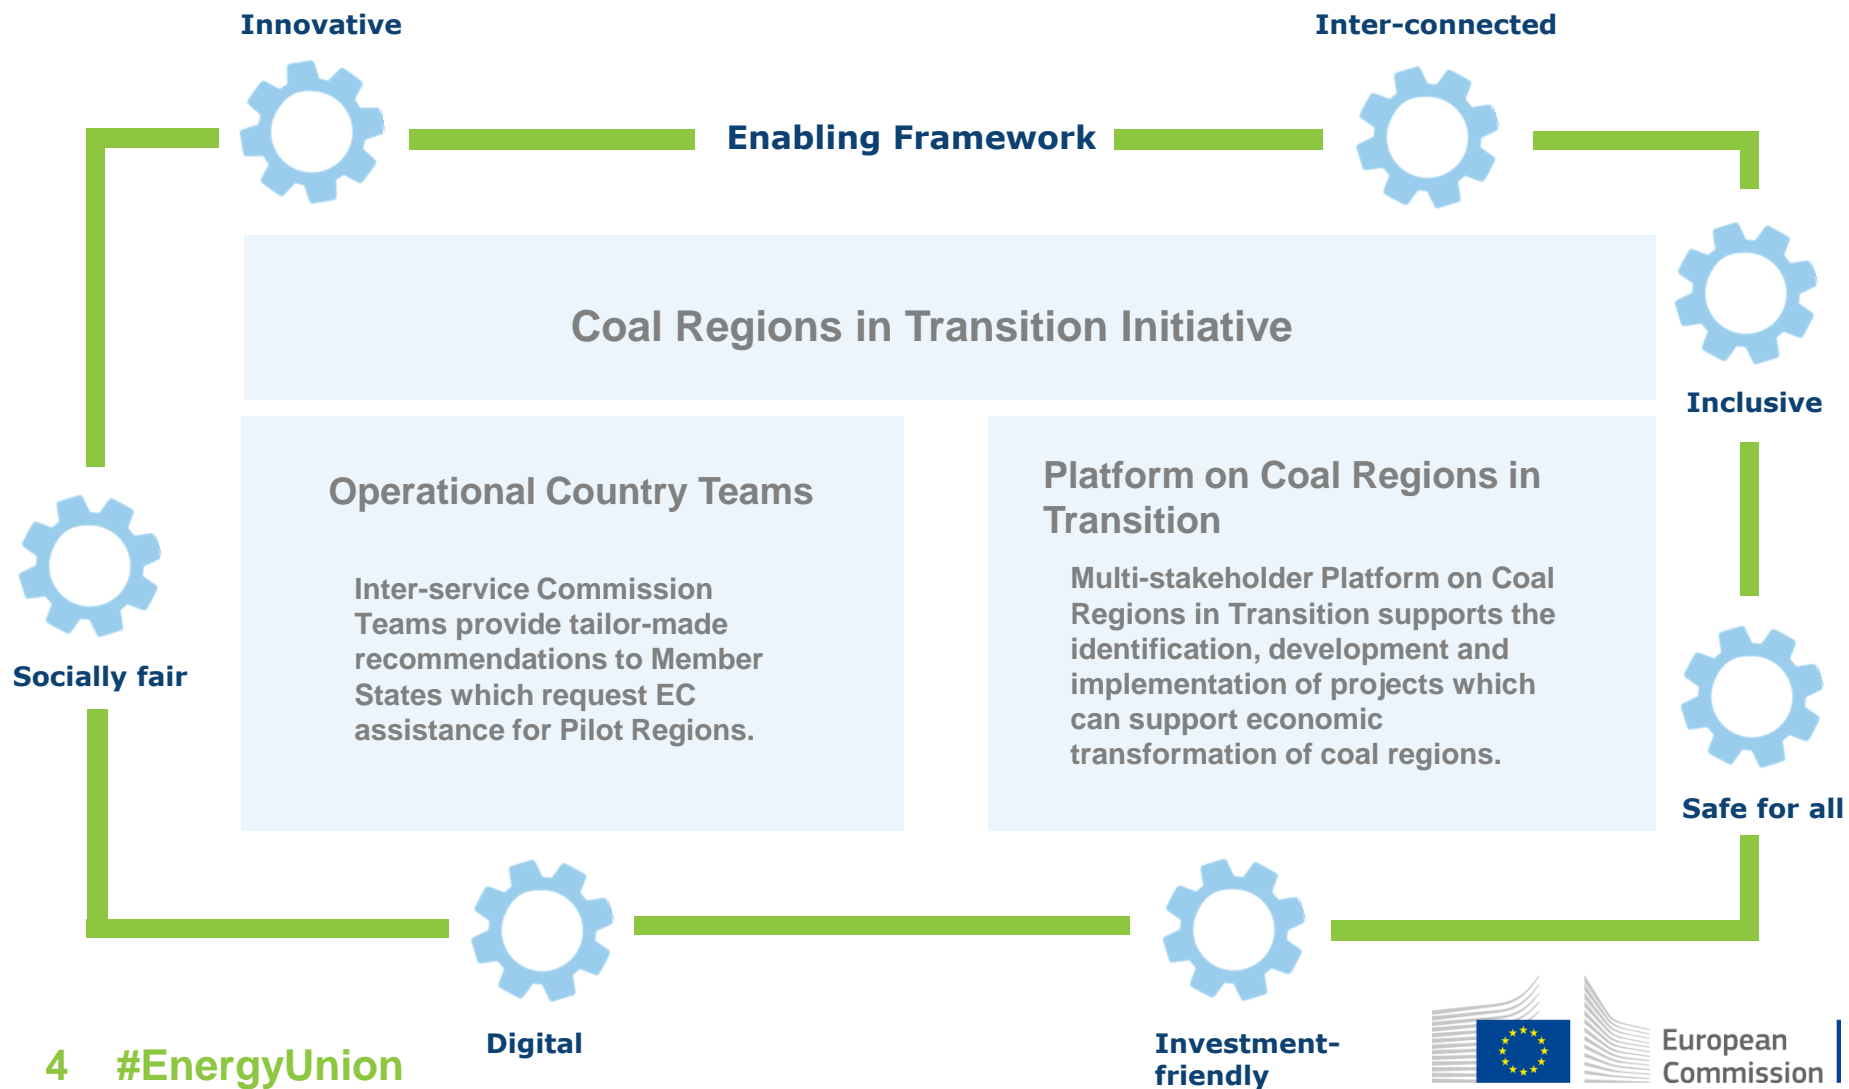 Innovative
Inter-connected
Enabling Framework
Coal Regions in Transition Initiative
Inclusive
Operational Country Teams
Inter-service Commission
Teams provide tailor-made
recommendations to Member
States which request EC
assistance for Pilot Regions.
Platform on Coal Regions in
Transition
Multi-stakeholder Platform on Coal
Regions in Transition supports the
identification, development and
implementation of projects which
can support economic
transformation of coal regions.
Socially fair
Safe for all
Digital
Investment-
friendly
4 #EnergyUnion
European
Commission